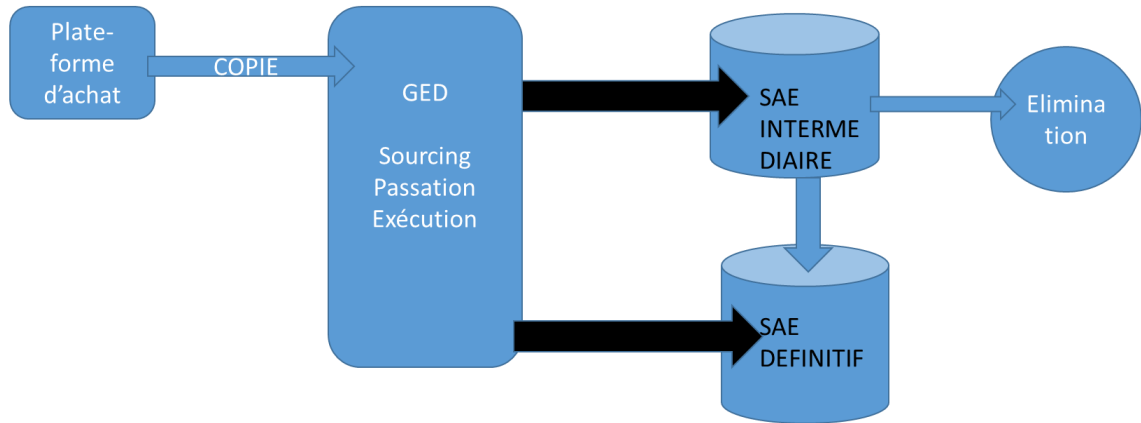 Plate-
forme
d'achat
COPIE
GED
Sourcing
Passation
Exécution
SAE
INTERME
DIAIRE
Elimina
tion
SAE
DEFINITIF